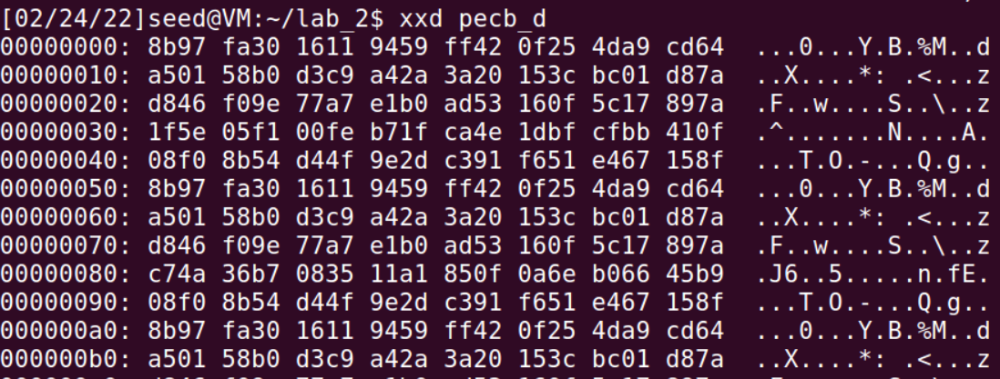 [02/24/22]seed@VM:~/lab_2$ xxd pecb_d
00000000: 8b97 fa30 1611 9459 ff42 0f25 4da9 cd64  ...0...Y.B.%M..d
00000010: a501 58b0 d3c9 a42a 3a20 153c bc01 d87a  ..X....*: .<...z
00000020: d846 f09e 77a7 e1b0 ad53 160f 5c17 897a  .F..w....S..\..z
00000030: 1f5e 05f1 00fe b71f ca4e 1dbf cfbb 410f  .^.......N....A.
00000040: 08f0 8b54 d44f 9e2d c391 f651 e467 158f  ...T.O.-...Q.g..
00000050: 8b97 fa30 1611 9459 ff42 0f25 4da9 cd64  ...0...Y.B.%M..d
00000060: a501 58b0 d3c9 a42a 3a20 153c bc01 d87a  ..X....*: .<...z
00000070: d846 f09e 77a7 e1b0 ad53 160f 5c17 897a  .F..w....S..\..z
00000080: c74a 36b7 0835 11a1 850f 0a6e b066 45b9  .J6..5.....n.fE.
00000090: 08f0 8b54 d44f 9e2d c391 f651 e467 158f  ...T.O.-...Q.g..
000000a0: 8b97 fa30 1611 9459 ff42 0f25 4da9 cd64  ...0...Y.B.%M..d
000000b0: a501 58b0 d3c9 a42a 3a20 153c bc01 d87a  ..X....*: .<...z